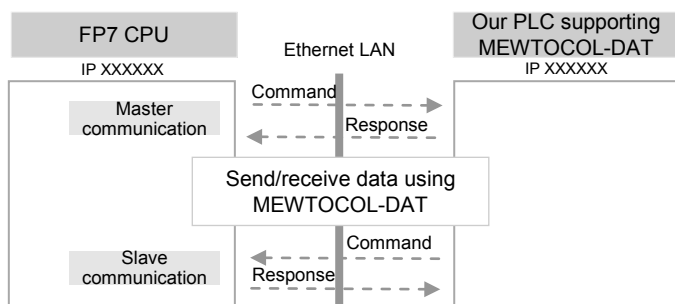 FP7 CPU
Ethernet LAN
Our PLC supporting
MEWTOCOL-DAT
IP XXXXXX
IP XXXXXX
Command
Master
communication
Response
Send/receive data using
MEWTOCOL-DAT
Command
Slave
communication
Response